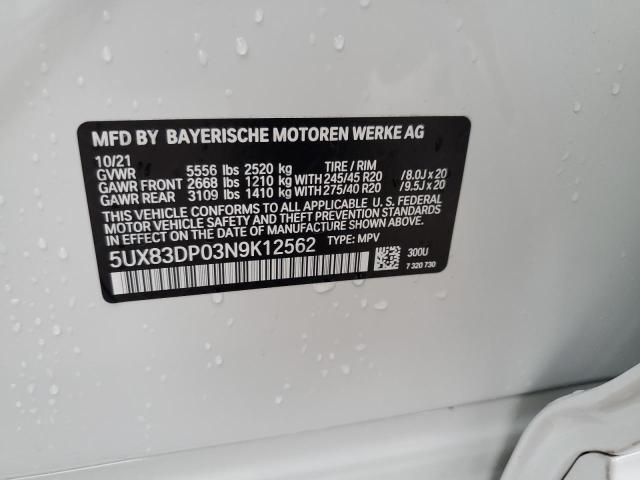 MFD BY BAYERISCHE MOTOREN WERKE AG
10/21
GVWR 5556 lbs 2520 kg TIRE / RIM
GAWR FRONT 2668 lbs 1210 kg WITH 245/45 R20 /8.0J x 20
GAWR REAR 3109 lbs 1410 kg WITH 275/40 R20 /9.5J x 20
THIS VEHICLE CONFORMS TO ALL APPLICABLE U.S. FEDERAL
MOTOR VEHICLE SAFETY AND THEFT PREVENTION STANDARDS
IN EFFECT ON THE DATE OF MANUFACTURE SHOWN ABOVE.
5UX83DP03N9K12562 TYPE: MPV
300U
7 320 730